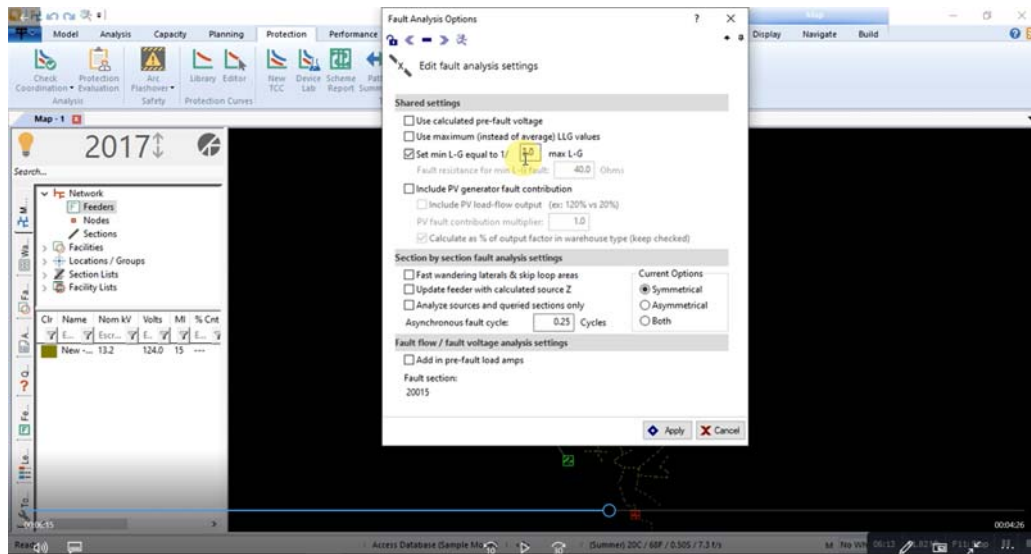 Map
Model Analysis Capacity Planning Protection Performance
Display Navigate Build
Check Coordination
Protection Evaluation
Arc Flashover
Library Editor
New TCC
Device Lab
Scheme Report
Analysis Safety Protection Curves
Map - 1
2017
Search...
Network
Feeders
Nodes
Sections
Facilities
Locations / Groups
Section Lists
Facility Lists
Clr Name Nom kV Volts MI % Cnt
E... Escr... E... E...
New -... 13.2 124.0 15 ---
Fault Analysis Options
Edit fault analysis settings
Shared settings
Use calculated pre-fault voltage
Use maximum (instead of average) LLG values
Set min L-G equal to 1/ max L-G
Fault resistance for min L-G fault: 40.0 Ohms
Include PV generator fault contribution
Include PV load-flow output (ex: 120% vs 20%)
PV fault contribution multiplier: 1.0
Calculate as % of output factor in warehouse type (keep checked)
Section by section fault analysis settings
Fast wandering laterals & skip loop areas
Update feeder with calculated source Z
Analyze sources and queried sections only
Asynchronous fault cycle: 0.25 Cycles
Current Options
Symmetrical
Asymmetrical
Both
Fault flow / fault voltage analysis settings
Add in pre-fault load amps
Fault section:
20015
Apply Cancel
00:06:15
00:04:26
Access Database (Sample Mo
(Summer) 20C / 68F / 0.50S / 7.3 f/s